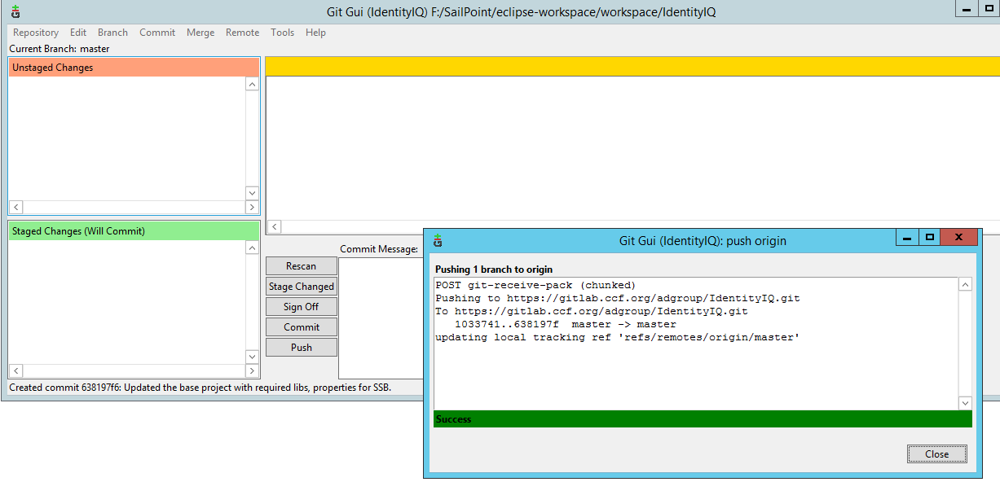 Git Gui (IdentityIQ) F:/SailPoint/eclipse-workspace/workspace/IdentityIQ
Repository Edit Branch Commit Merge Remote Tools Help
Current Branch: master
Unstaged Changes
Staged Changes (Will Commit)
Commit Message:
Rescan
Stage Changed
Sign Off
Commit
Push
Created commit 638197f6: Updated the base project with required libs, properties for SSB.
Git Gui (IdentityIQ): push origin
Pushing 1 branch to origin
POST git-receive-pack (chunked)
Pushing to https://gitlab.ccf.org/adgroup/IdentityIQ.git
To https://gitlab.ccf.org/adgroup/IdentityIQ.git
1033741..638197f master -> master
updating local tracking ref 'refs/remotes/origin/master'
Success
Close